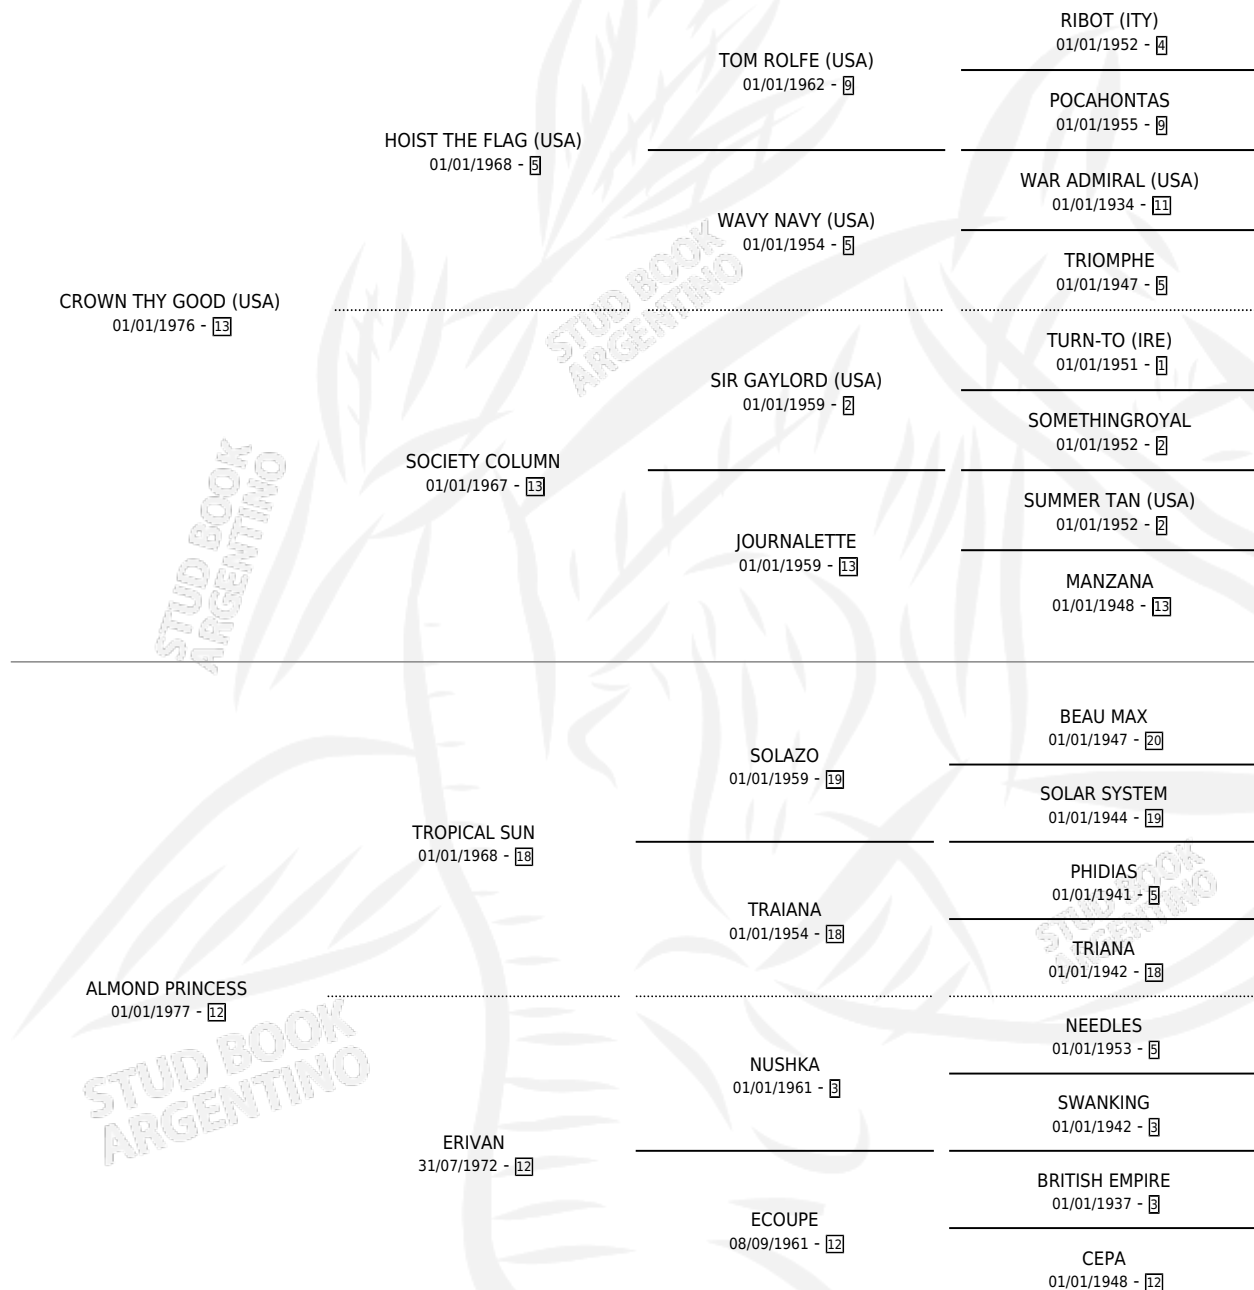 RIBOT (ITY)
01/01/1952 - 4
TOM ROLFE (USA)
01/01/1962 - 9
POCAHONTAS
01/01/1955 - 9
HOIST THE FLAG (USA)
01/01/1968 - 5
WAR ADMIRAL (USA)
01/01/1934 - 11
WAVY NAVY (USA)
01/01/1954 - 5
TRIOMPHE
01/01/1947 - 5
CROWN THY GOOD (USA)
01/01/1976 - 13
TURN-TO (IRE)
01/01/1951 - 1
SIR GAYLORD (USA)
01/01/1959 - 2
SOMETHINGROYAL
01/01/1952 - 2
SOCIETY COLUMN
01/01/1967 - 13
SUMMER TAN (USA)
01/01/1952 - 2
JOURNALETTE
01/01/1959 - 13
MANZANA
01/01/1948 - 13
BEAU MAX
01/01/1947 - 20
SOLAZO
01/01/1959 - 19
SOLAR SYSTEM
01/01/1944 - 19
TROPICAL SUN
01/01/1968 - 18
PHIDIAS
01/01/1941 - 5
TRAIANA
01/01/1954 - 18
TRIANA
01/01/1942 - 18
ALMOND PRINCESS
01/01/1977 - 12
NEEDLES
01/01/1953 - 5
NUSHKA
01/01/1961 - 3
SWANKING
01/01/1942 - 3
ERIVAN
31/07/1972 - 12
BRITISH EMPIRE
01/01/1937 - 3
ECOUPE
08/09/1961 - 12
CEPA
01/01/1948 - 12
STUD BOOK
ARGENTINO
STUD BOOK
ARGENTINO
STUD BOOK
ARGENTINO
STUD BOOK
ARGENTINO